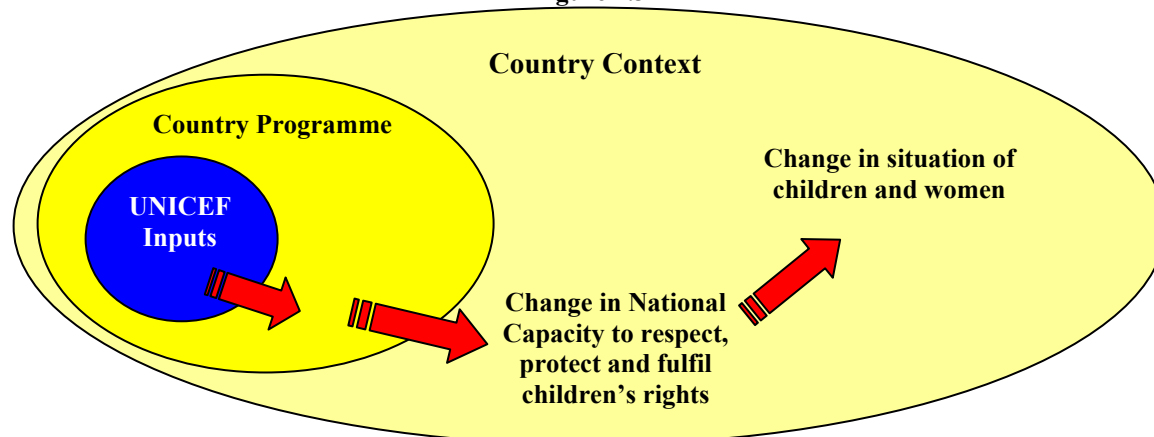 Country Context
Country Programme
UNICEF
Inputs
Change in situation of
children and women
Change in National
Capacity to respect,
protect and fulfil
children’s rights